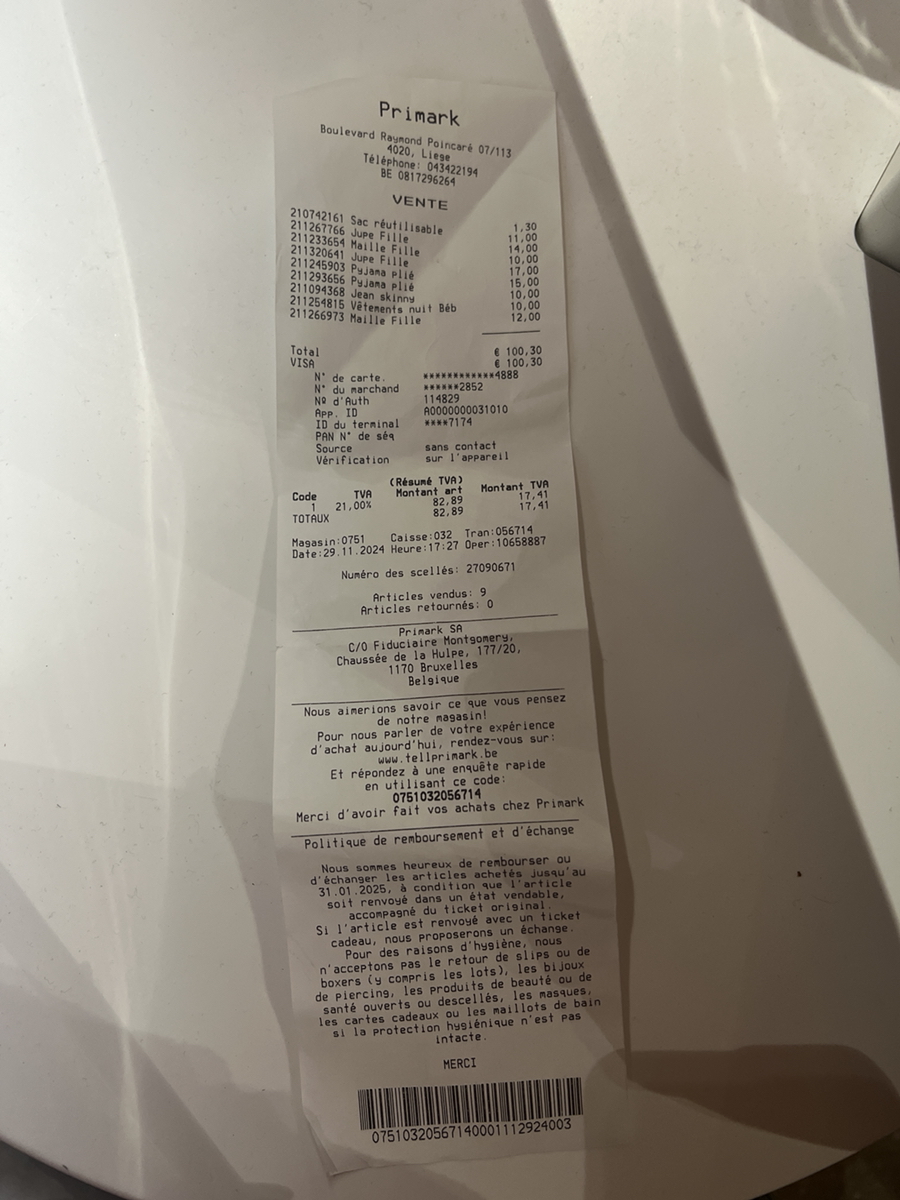 Primark
Boulevard Raymond Poincaré 07/113
4020, Liege
Téléphone: 043422194
BE 0817296264
VENTE
210742161 Sac réutilisable 1,30
211267766 Jupe Fille 11,00
211233654 Maille Fille 14,00
211320641 Jupe Fille 10,00
211245903 Pyjama plié 17,00
211293656 Pyjama plié 15,00
211094368 Jean skinny 10,00
211254815 Vêtements nuit Béb 10,00
211266973 Maille Fille 12,00
Total € 100,30
VISA € 100,30
N° de carte. ************4888
N° du marchand ******2852
Nº d'Auth 114829
App. ID A0000000031010
ID du terminal ****7174
PAN N° de séq
Source sans contact
Vérification sur l'appareil
(Résumé TVA)
Code TVA Montant art Montant TVA
1 21,00% 82,89 17,41
TOTAUX 82,89 17,41
Magasin:0751 Caisse:032 Tran:056714
Date:29.11.2024 Heure:17:27 Oper:10658887
Numéro des scellés: 27090671
Articles vendus: 9
Articles retournés: 0
Primark SA
C/O Fiduciaire Montgomery,
Chaussée de la Hulpe, 177/20,
1170 Bruxelles
Belgique
Nous aimerions savoir ce que vous pensez
de notre magasin!
Pour nous parler de votre expérience
d'achat aujourd'hui, rendez-vous sur:
www.tellprimark.be
Et répondez à une enquête rapide
en utilisant ce code:
0751032056714
Merci d'avoir fait vos achats chez Primark
Politique de remboursement et d'échange
Nous sommes heureux de rembourser ou
d'échanger les articles achetés jusqu'au
31.01.2025, à condition que l'article
soit renvoyé dans un état vendable,
accompagné du ticket original.
Si l'article est renvoyé avec un ticket
cadeau, nous proposerons un échange.
Pour des raisons d'hygiène, nous
n'acceptons pas le retour de slips ou de
boxers (y compris les lots), les bijoux
de piercing, les produits de beauté ou de
santé ouverts ou descellés, les masques,
les cartes cadeaux ou les maillots de bain
si la protection hygiénique n'est pas
intacte.
MERCI
07510320567140001112924003